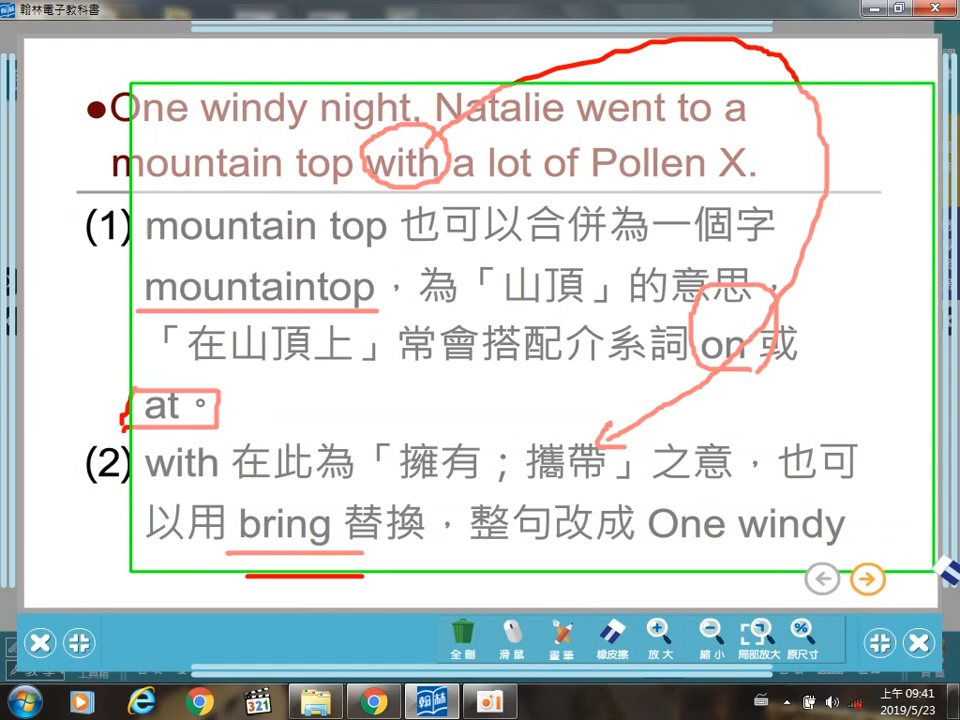 翰林電子教科書
●One windy night, Natalie went to a
mountain top with a lot of Pollen X.
(1) mountain top 也可以合併為一個字
mountaintop，為「山頂」的意思，
「在山頂上」常會搭配介系詞 on 或
at。
(2) with 在此為「擁有；攜帶」之意，也可
以用 bring 替換，整句改成 One windy
全刪 滑鼠 畫筆 橡皮擦 放大 縮小 局部放大 原尺寸
321 翰林
上午 09:41
2019/5/23